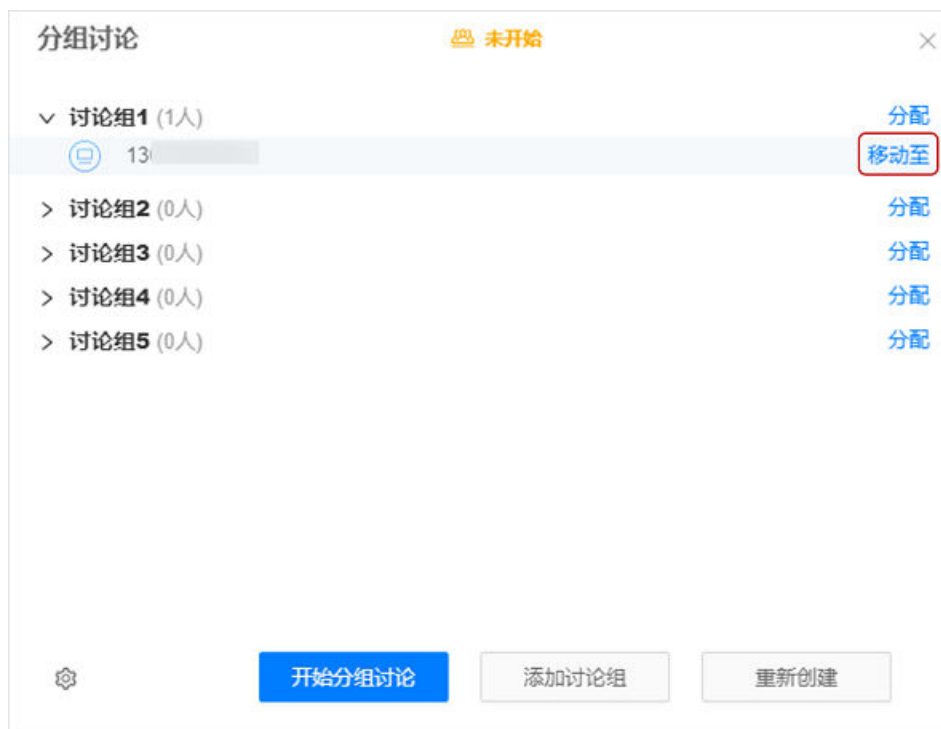 分组讨论 未开始
讨论组1 (1人) 分配
13 移动至
讨论组2 (0人) 分配
讨论组3 (0人) 分配
讨论组4 (0人) 分配
讨论组5 (0人) 分配
开始分组讨论 添加讨论组 重新创建